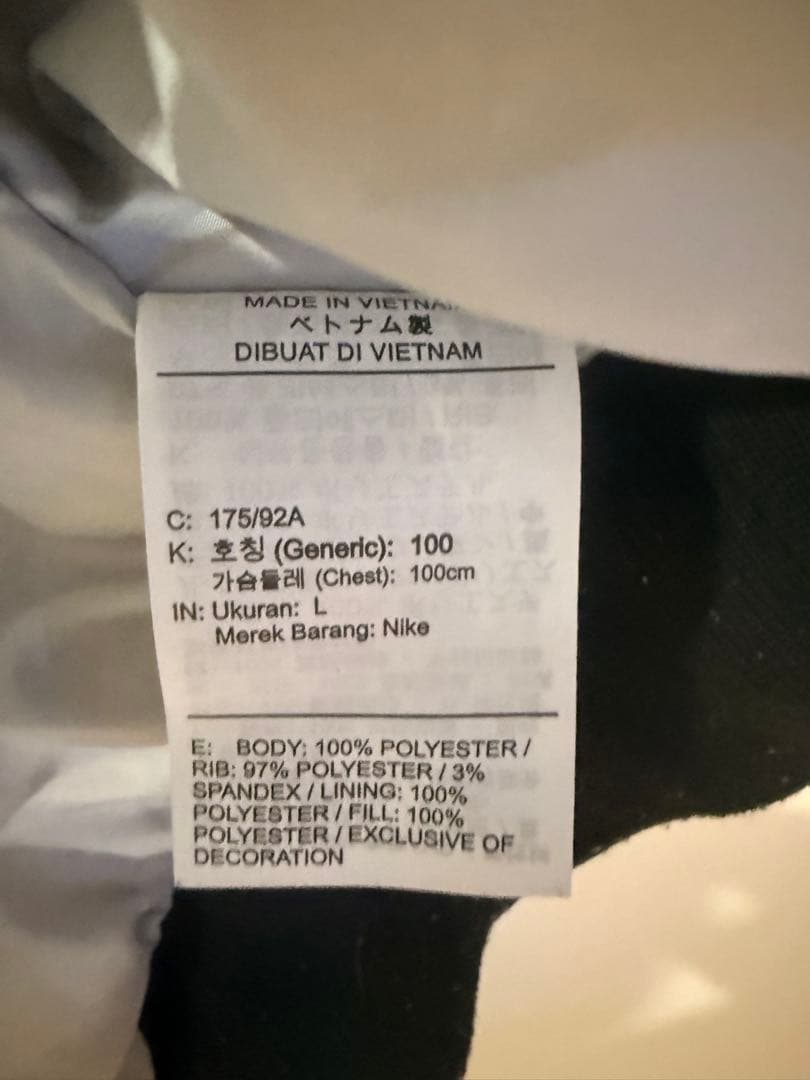 MADE IN VIETNA
ベトナム製
DIBUAT DI VIETNAM
C: 175/92A
K: 호칭 (Generic): 100
가슴둘레 (Chest): 100cm
IN: Ukuran: L
Merek Barang: Nike
E: BODY: 100% POLYESTER /
RIB: 97% POLYESTER / 3%
SPANDEX / LINING: 100%
POLYESTER / FILL: 100%
POLYESTER / EXCLUSIVE OF
DECORATION